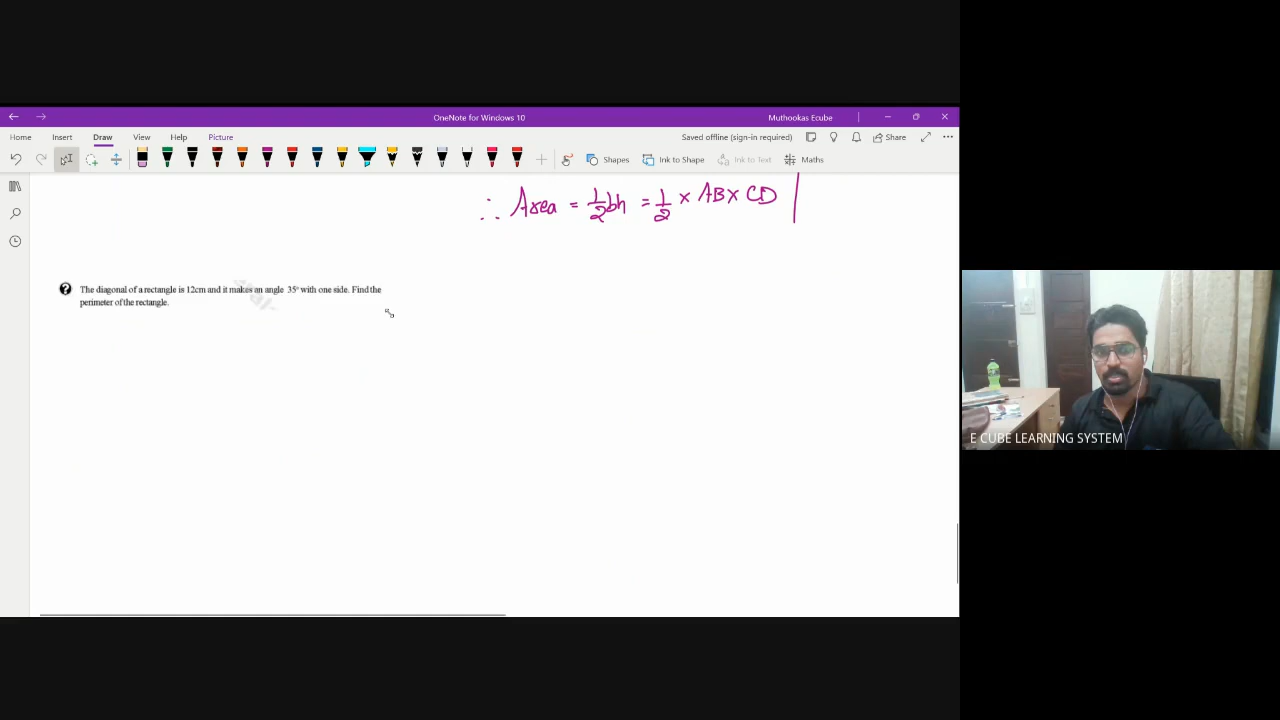 OneNote for Windows 10
Muthookas Ecube
Home Insert Draw View Help Picture
Saved offline (sign-in required)
Share
Shapes
Ink to Shape
Ink to Text
Maths
∴ Area = 1/2 bh = 1/2 × AB × CD
The diagonal of a rectangle is 12cm and it makes an angle 35° with one side. Find the
perimeter of the rectangle.
E CUBE LEARNING SYSTEM